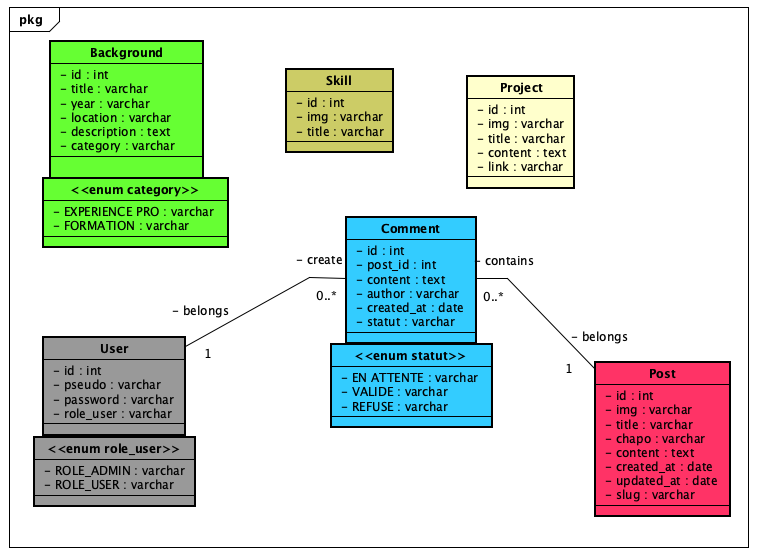 pkg
Background
- id : int
- title : varchar
- year : varchar
- location : varchar
- description : text
- category : varchar
<<enum category>>
- EXPERIENCE PRO : varchar
- FORMATION : varchar
Skill
- id : int
- img : varchar
- title : varchar
Project
- id : int
- img : varchar
- title : varchar
- content : text
- link : varchar
Comment
- id : int
- post_id : int
- content : text
- author : varchar
- created_at : date
- statut : varchar
<<enum statut>>
- EN ATTENTE : varchar
- VALIDE : varchar
- REFUSE : varchar
- create
0..*
- belongs
1
- contains
0..*
- belongs
1
User
- id : int
- pseudo : varchar
- password : varchar
- role_user : varchar
<<enum role_user>>
- ROLE_ADMIN : varchar
- ROLE_USER : varchar
Post
- id : int
- img : varchar
- title : varchar
- chapo : varchar
- content : text
- created_at : date
- updated_at : date
- slug : varchar